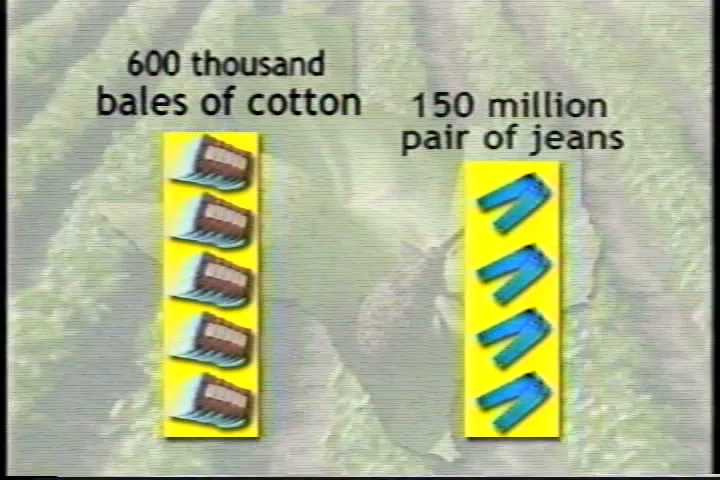 600 thousand
bales of cotton
150 million
pair of jeans